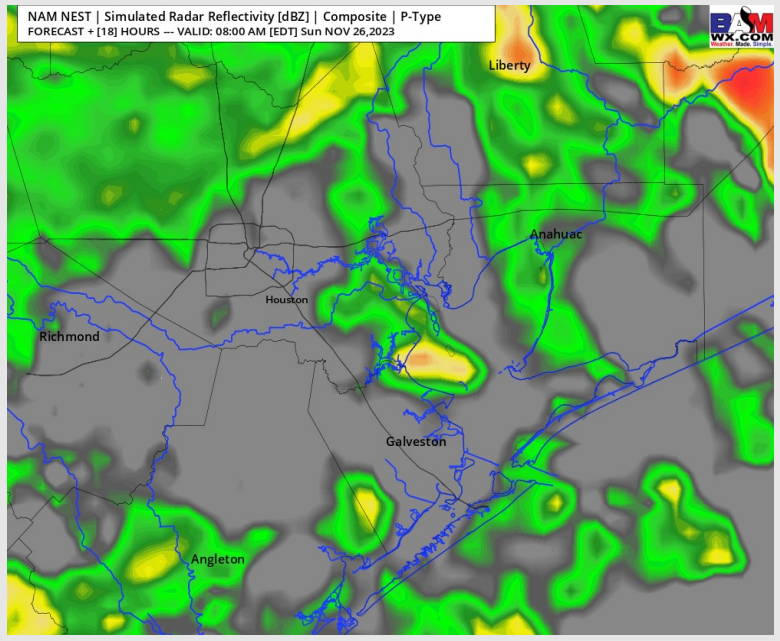 NAM NEST | Simulated Radar Reflectivity [dBZ] | Composite | P-Type
FORECAST + [18] HOURS --- VALID: 08:00 AM [EDT] Sun NOV 26,2023
BAM
WX.COM
Weather. Made. Simple.
Liberty
Anahuac
Houston
Richmond
Galveston
Angleton